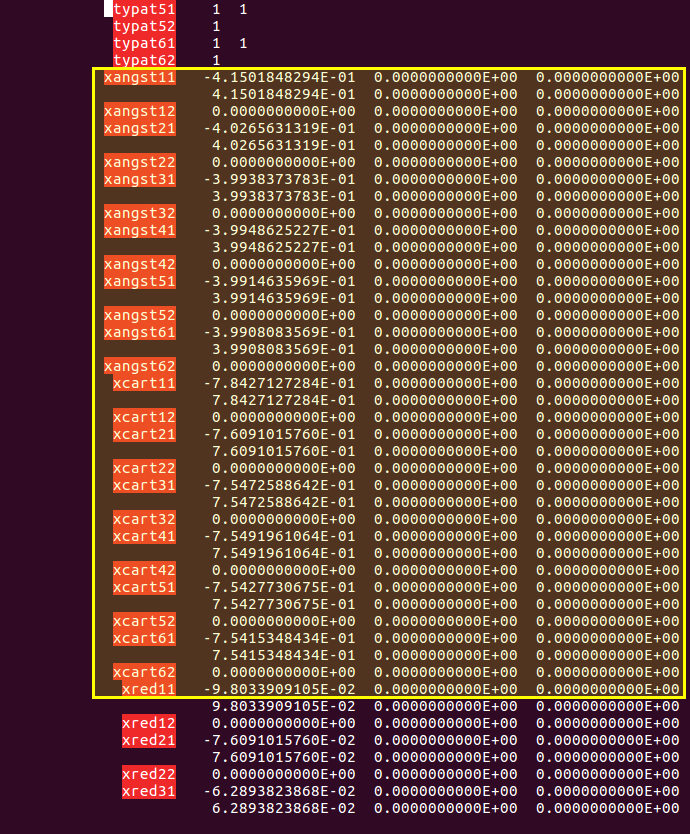 typat51 1 1
typat52 1
typat61 1 1
typat62 1
xangst11 -4.1501848294E-01 0.0000000000E+00 0.0000000000E+00
4.1501848294E-01 0.0000000000E+00 0.0000000000E+00
xangst12 0.0000000000E+00 0.0000000000E+00 0.0000000000E+00
xangst21 -4.0265631319E-01 0.0000000000E+00 0.0000000000E+00
4.0265631319E-01 0.0000000000E+00 0.0000000000E+00
xangst22 0.0000000000E+00 0.0000000000E+00 0.0000000000E+00
xangst31 -3.9938373783E-01 0.0000000000E+00 0.0000000000E+00
3.9938373783E-01 0.0000000000E+00 0.0000000000E+00
xangst32 0.0000000000E+00 0.0000000000E+00 0.0000000000E+00
xangst41 -3.9948625227E-01 0.0000000000E+00 0.0000000000E+00
3.9948625227E-01 0.0000000000E+00 0.0000000000E+00
xangst42 0.0000000000E+00 0.0000000000E+00 0.0000000000E+00
xangst51 -3.9914635969E-01 0.0000000000E+00 0.0000000000E+00
3.9914635969E-01 0.0000000000E+00 0.0000000000E+00
xangst52 0.0000000000E+00 0.0000000000E+00 0.0000000000E+00
xangst61 -3.9908083569E-01 0.0000000000E+00 0.0000000000E+00
3.9908083569E-01 0.0000000000E+00 0.0000000000E+00
xangst62 0.0000000000E+00 0.0000000000E+00 0.0000000000E+00
xcart11 -7.8427127284E-01 0.0000000000E+00 0.0000000000E+00
7.8427127284E-01 0.0000000000E+00 0.0000000000E+00
xcart12 0.0000000000E+00 0.0000000000E+00 0.0000000000E+00
xcart21 -7.6091015760E-01 0.0000000000E+00 0.0000000000E+00
7.6091015760E-01 0.0000000000E+00 0.0000000000E+00
xcart22 0.0000000000E+00 0.0000000000E+00 0.0000000000E+00
xcart31 -7.5472588642E-01 0.0000000000E+00 0.0000000000E+00
7.5472588642E-01 0.0000000000E+00 0.0000000000E+00
xcart32 0.0000000000E+00 0.0000000000E+00 0.0000000000E+00
xcart41 -7.5491961064E-01 0.0000000000E+00 0.0000000000E+00
7.5491961064E-01 0.0000000000E+00 0.0000000000E+00
xcart42 0.0000000000E+00 0.0000000000E+00 0.0000000000E+00
xcart51 -7.5427730675E-01 0.0000000000E+00 0.0000000000E+00
7.5427730675E-01 0.0000000000E+00 0.0000000000E+00
xcart52 0.0000000000E+00 0.0000000000E+00 0.0000000000E+00
xcart61 -7.5415348434E-01 0.0000000000E+00 0.0000000000E+00
7.5415348434E-01 0.0000000000E+00 0.0000000000E+00
xcart62 0.0000000000E+00 0.0000000000E+00 0.0000000000E+00
xred11 -9.8033909105E-02 0.0000000000E+00 0.0000000000E+00
9.8033909105E-02 0.0000000000E+00 0.0000000000E+00
xred12 0.0000000000E+00 0.0000000000E+00 0.0000000000E+00
xred21 -7.6091015760E-02 0.0000000000E+00 0.0000000000E+00
7.6091015760E-02 0.0000000000E+00 0.0000000000E+00
xred22 0.0000000000E+00 0.0000000000E+00 0.0000000000E+00
xred31 -6.2893823868E-02 0.0000000000E+00 0.0000000000E+00
6.2893823868E-02 0.0000000000E+00 0.0000000000E+00